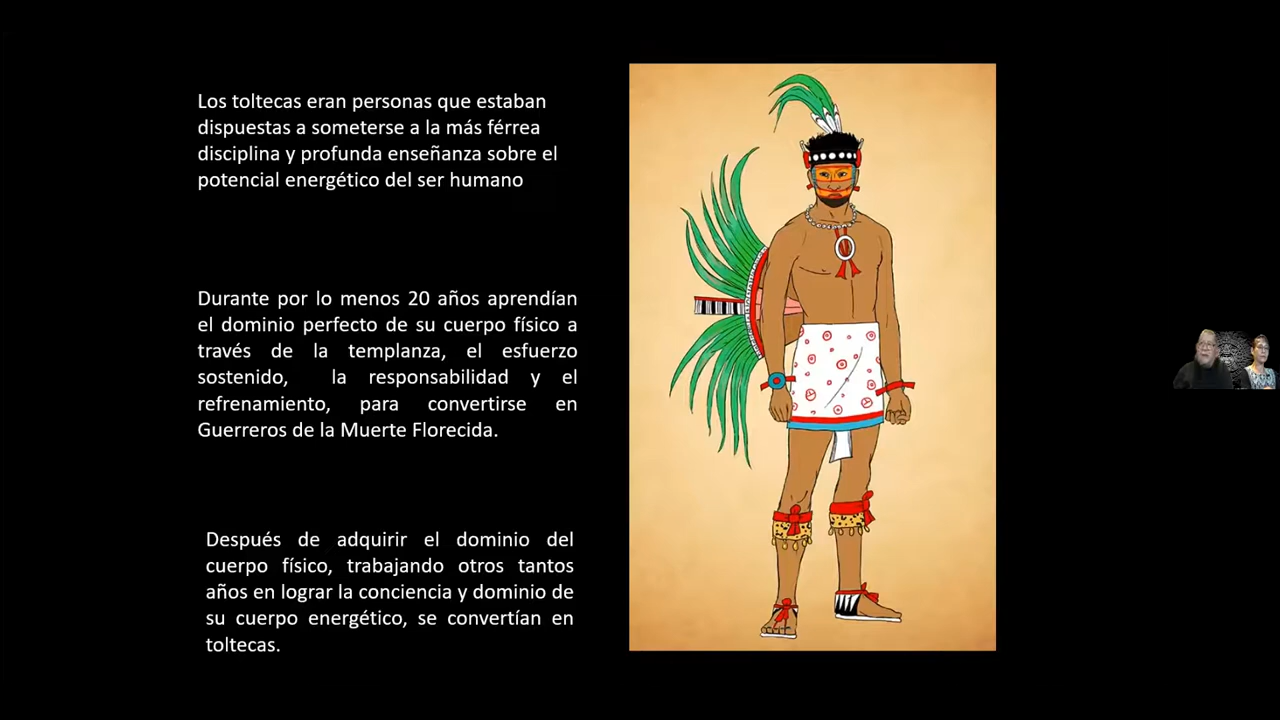 Los toltecas eran personas que estaban
dispuestas a someterse a la más férrea
disciplina y profunda enseñanza sobre el
potencial energético del ser humano
Durante por lo menos 20 años aprendían
el dominio perfecto de su cuerpo físico a
través de la templanza, el esfuerzo
sostenido, la responsabilidad y el
refrenamiento, para convertirse en
Guerreros de la Muerte Florecida.
Después de adquirir el dominio del
cuerpo físico, trabajando otros tantos
años en lograr la conciencia y dominio de
su cuerpo energético, se convertían en
toltecas.